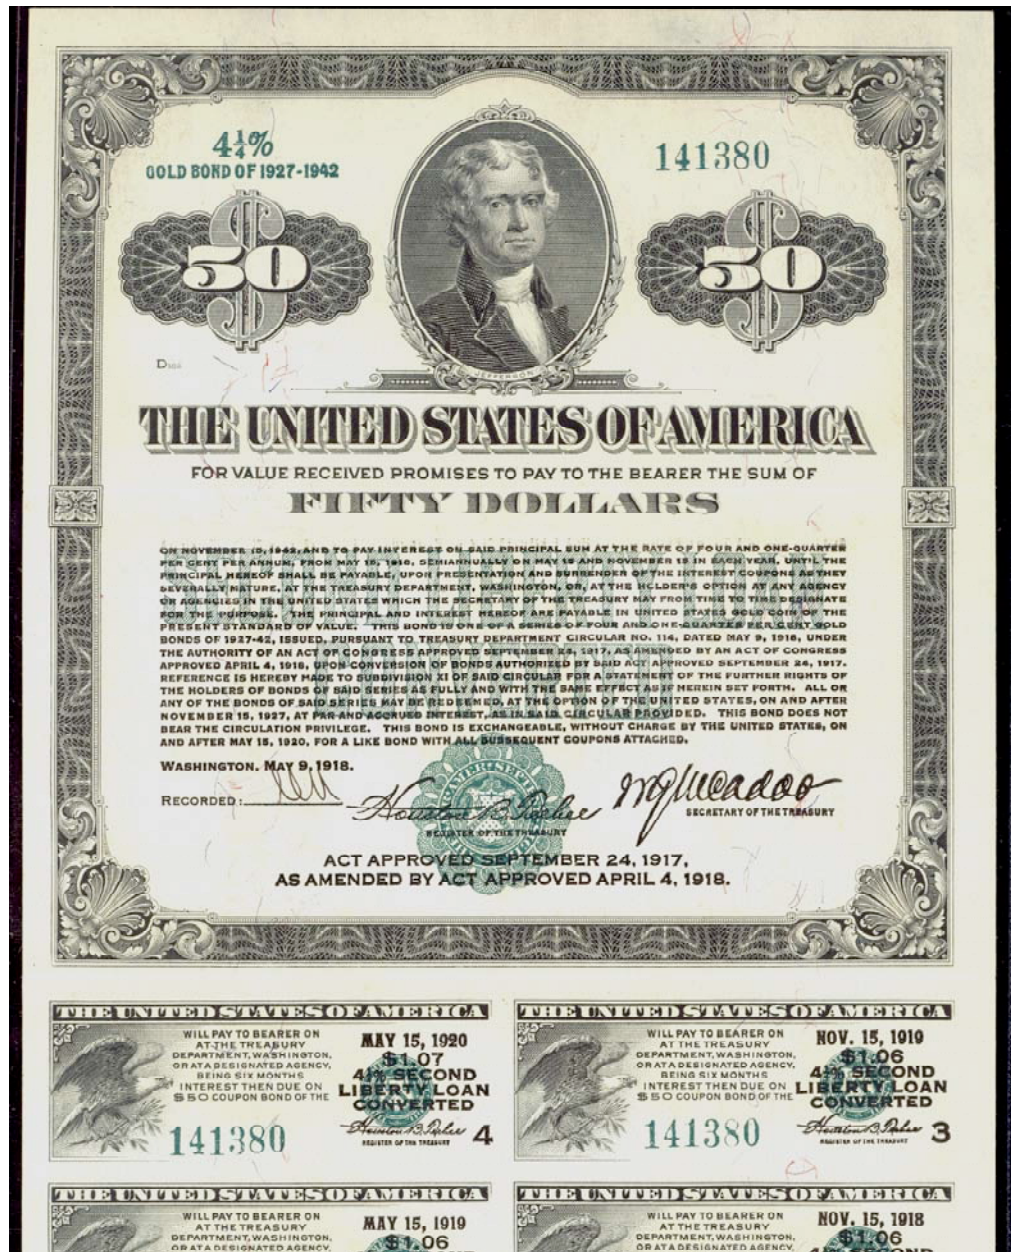 4¼%
GOLD BOND OF 1927-1942
141380
50
50
JEFFERSON
THE UNITED STATES OF AMERICA
FOR VALUE RECEIVED PROMISES TO PAY TO THE BEARER THE SUM OF
FIFTY DOLLARS
ON NOVEMBER 15, 1942, AND TO PAY INTEREST ON SAID PRINCIPAL SUM AT THE RATE OF FOUR AND ONE-QUARTER
PER CENT PER ANNUM, FROM MAY 15, 1918, SEMIANNUALLY ON MAY 15 AND NOVEMBER 15 IN EACH YEAR, UNTIL THE
PRINCIPAL HEREOF SHALL BE PAYABLE, UPON PRESENTATION AND SURRENDER OF THE INTEREST COUPONS AS THEY
SEVERALLY MATURE, AT THE TREASURY DEPARTMENT, WASHINGTON, OR, AT THE HOLDER'S OPTION AT ANY AGENCY
OR AGENCIES IN THE UNITED STATES WHICH THE SECRETARY OF THE TREASURY MAY FROM TIME TO TIME DESIGNATE
FOR THE PURPOSE. THE PRINCIPAL AND INTEREST HEREOF ARE PAYABLE IN UNITED STATES GOLD COIN OF THE
PRESENT STANDARD OF VALUE. THIS BOND IS ONE OF A SERIES OF FOUR AND ONE-QUARTER PER CENT GOLD
BONDS OF 1927-42, ISSUED, PURSUANT TO TREASURY DEPARTMENT CIRCULAR NO. 114, DATED MAY 9, 1918, UNDER
THE AUTHORITY OF AN ACT OF CONGRESS APPROVED SEPTEMBER 24, 1917, AS AMENDED BY AN ACT OF CONGRESS
APPROVED APRIL 4, 1918, UPON CONVERSION OF BONDS AUTHORIZED BY SAID ACT APPROVED SEPTEMBER 24, 1917.
REFERENCE IS HEREBY MADE TO SUBDIVISION XI OF SAID CIRCULAR FOR A STATEMENT OF THE FURTHER RIGHTS OF
THE HOLDERS OF BONDS OF SAID SERIES AS FULLY AND WITH THE SAME EFFECT AS IF HEREIN SET FORTH. ALL OR
ANY OF THE BONDS OF SAID SERIES MAY BE REDEEMED, AT THE OPTION OF THE UNITED STATES, ON AND AFTER
NOVEMBER 15, 1927, AT PAR AND ACCRUED INTEREST, AS IN SAID CIRCULAR PROVIDED. THIS BOND DOES NOT
BEAR THE CIRCULATION PRIVILEGE. THIS BOND IS EXCHANGEABLE, WITHOUT CHARGE BY THE UNITED STATES, ON
AND AFTER MAY 15, 1920, FOR A LIKE BOND WITH ALL SUBSEQUENT COUPONS ATTACHED.
WASHINGTON. MAY 9, 1918.
RECORDED:
Houston B. Teehee
REGISTER OF THE TREASURY
W G McAdoo
SECRETARY OF THE TREASURY
ACT APPROVED SEPTEMBER 24, 1917,
AS AMENDED BY ACT APPROVED APRIL 4, 1918.
THE UNITED STATES OF AMERICA
WILL PAY TO BEARER ON
AT THE TREASURY
DEPARTMENT, WASHINGTON,
OR AT A DESIGNATED AGENCY,
BEING SIX MONTHS
INTEREST THEN DUE ON
$50 COUPON BOND OF THE
MAY 15, 1920
$1.07
4¼% SECOND
LIBERTY LOAN
CONVERTED
141380
Houston B. Teehee
REGISTER OF THE TREASURY
4
THE UNITED STATES OF AMERICA
WILL PAY TO BEARER ON
AT THE TREASURY
DEPARTMENT, WASHINGTON,
OR AT A DESIGNATED AGENCY,
BEING SIX MONTHS
INTEREST THEN DUE ON
$50 COUPON BOND OF THE
NOV. 15, 1919
$1.06
4¼% SECOND
LIBERTY LOAN
CONVERTED
141380
Houston B. Teehee
REGISTER OF THE TREASURY
3
THE UNITED STATES OF AMERICA
WILL PAY TO BEARER ON
AT THE TREASURY
DEPARTMENT, WASHINGTON,
OR AT A DESIGNATED AGENCY,
MAY 15, 1919
$1.06
THE UNITED STATES OF AMERICA
WILL PAY TO BEARER ON
AT THE TREASURY
DEPARTMENT, WASHINGTON,
OR AT A DESIGNATED AGENCY,
NOV. 15, 1918
$1.06